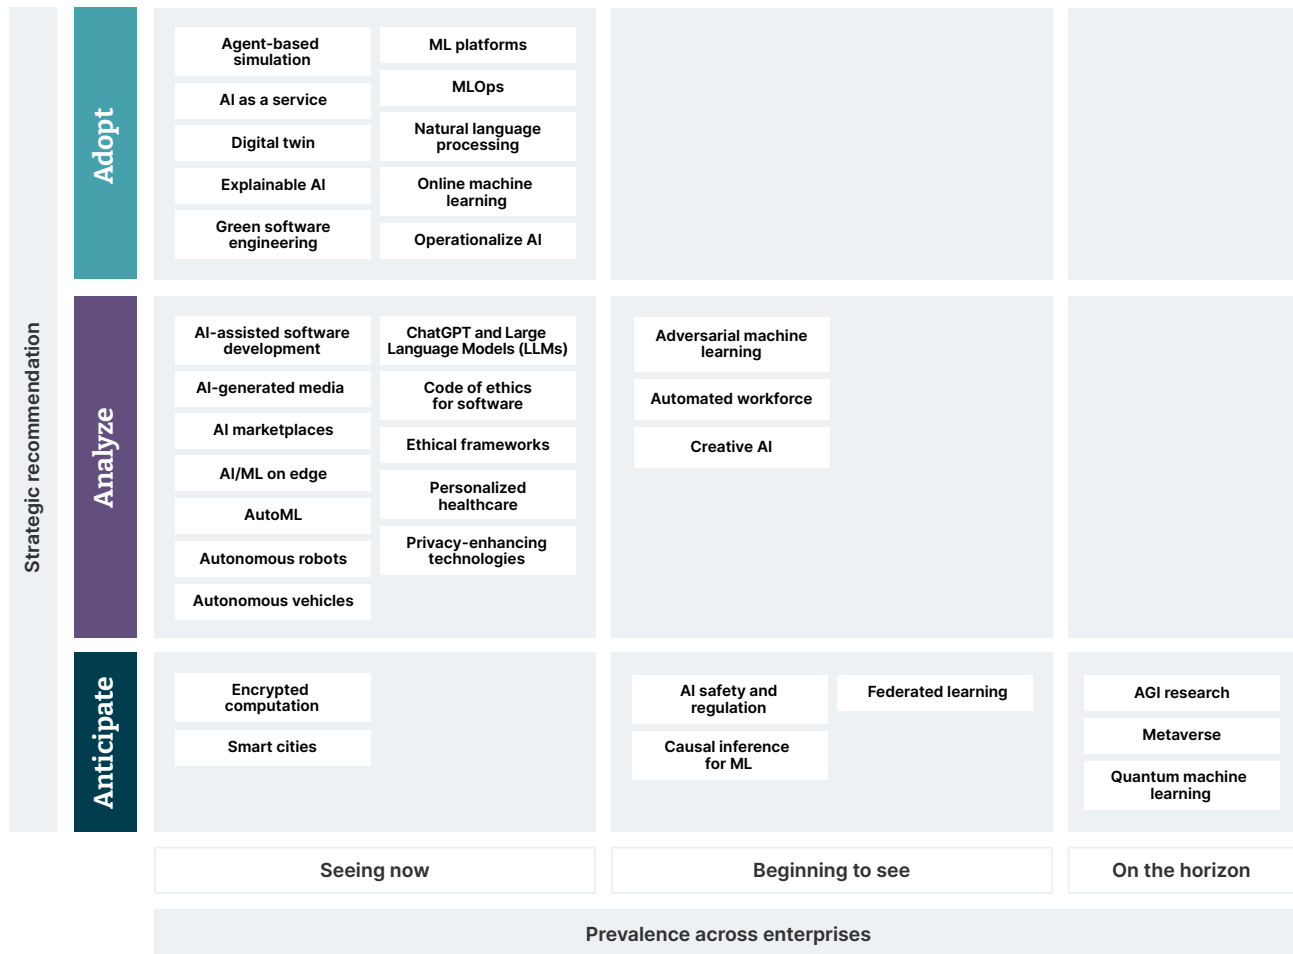 Strategic recommendation
Adopt
Agent-based
simulation
AI as a service
Digital twin
Explainable AI
Green software
engineering
ML platforms
MLOps
Natural language
processing
Online machine
learning
Operationalize AI
Analyze
AI-assisted software
development
AI-generated media
AI marketplaces
AI/ML on edge
AutoML
Autonomous robots
Autonomous vehicles
ChatGPT and Large
Language Models (LLMs)
Code of ethics
for software
Ethical frameworks
Personalized
healthcare
Privacy-enhancing
technologies
Adversarial machine
learning
Automated workforce
Creative AI
Anticipate
Encrypted
computation
Smart cities
AI safety and
regulation
Causal inference
for ML
Federated learning
AGI research
Metaverse
Quantum machine
learning
Seeing now
Beginning to see
On the horizon
Prevalence across enterprises